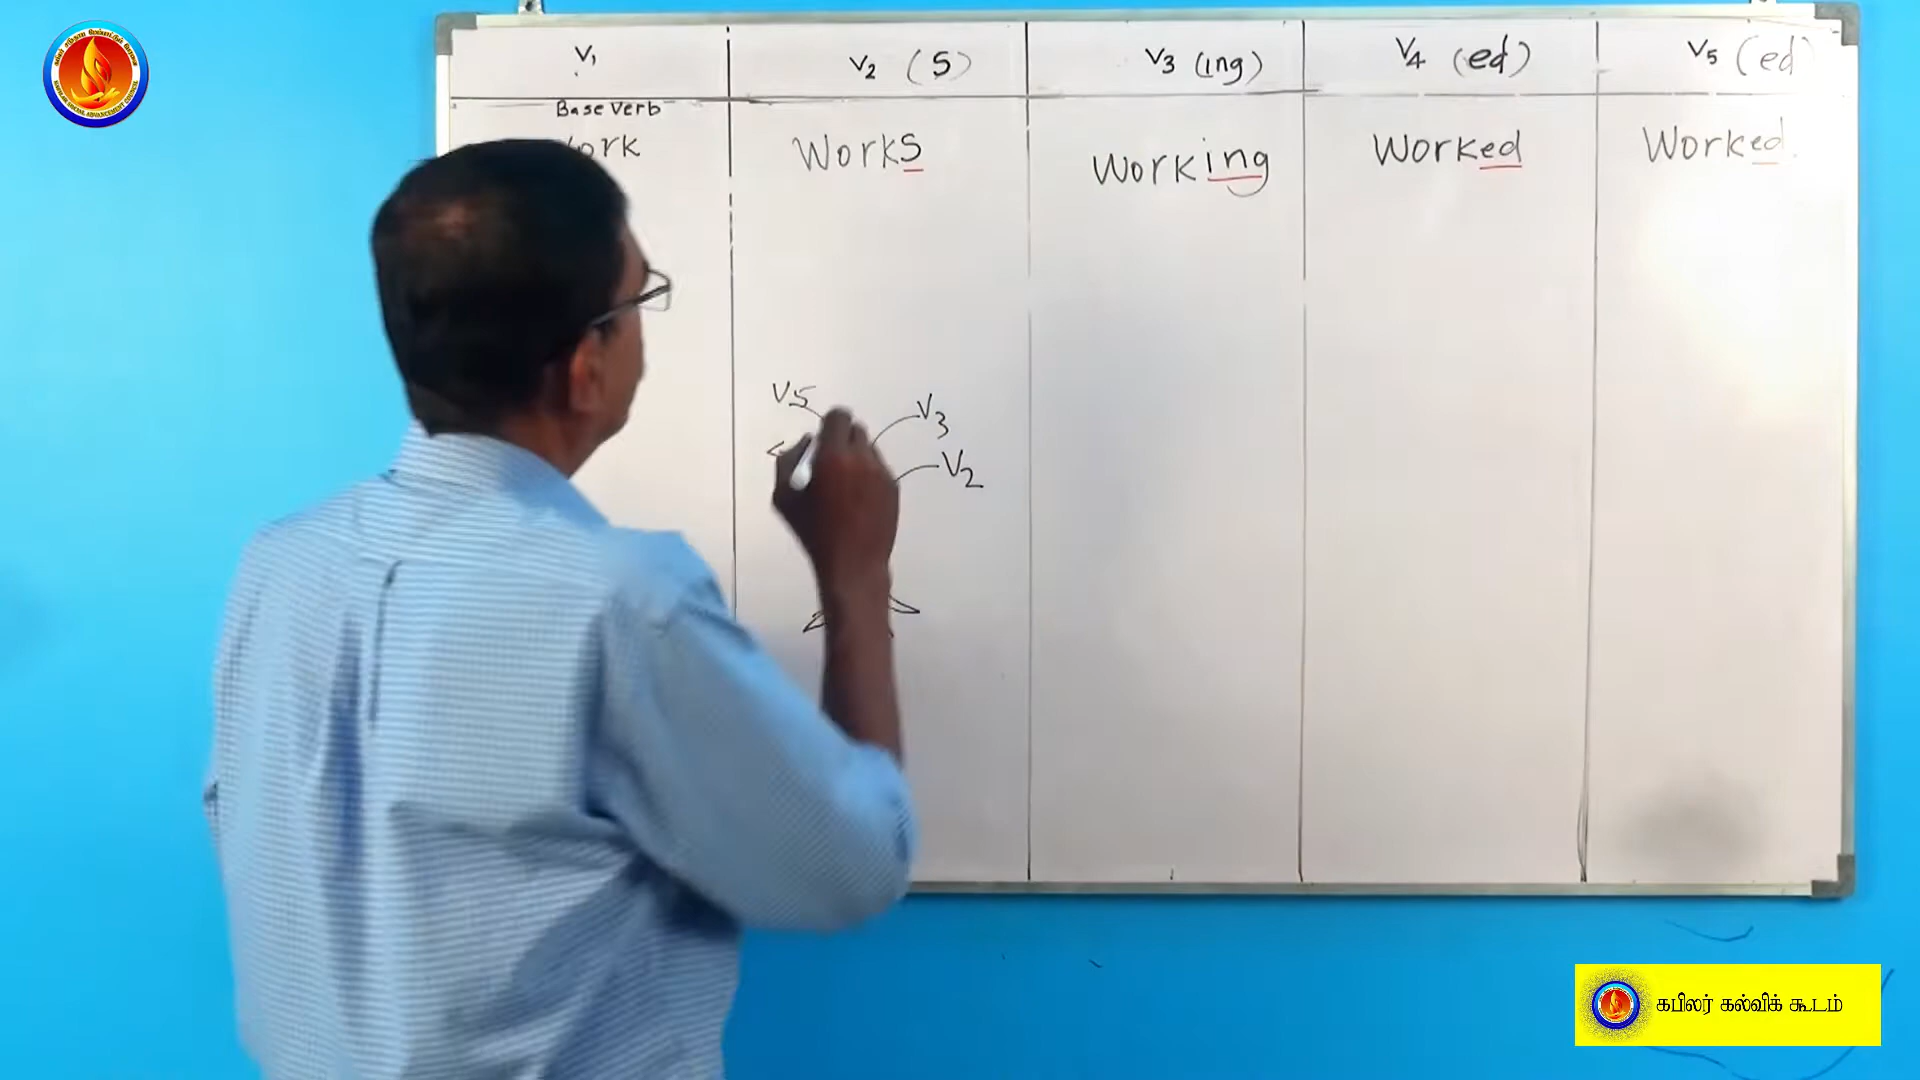 V1
V2 (S)
V3 (ing)
V4 (ed)
V5 (ed)
Base Verb
Works
Working
Worked
Worked.
V5
V3
V2
கபிலர் கல்விக் கூடம்